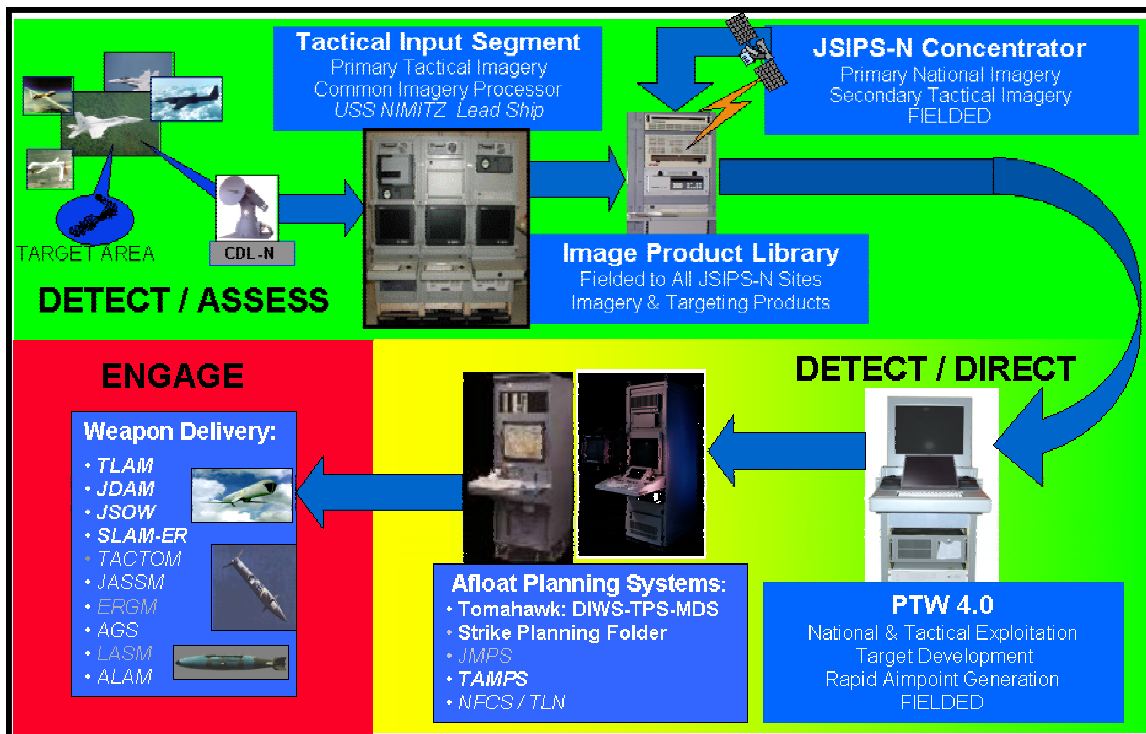 Tactical Input Segment
Primary Tactical Imagery
Common Imagery Processor
USS NIMITZ Lead Ship
JSIPS-N Concentrator
Primary National Imagery
Secondary Tactical Imagery
FIELDED
TARGET AREA
CDL-N
Image Product Library
Fielded to All JSIPS-N Sites
Imagery & Targeting Products
DETECT / ASSESS
ENGAGE
DETECT / DIRECT
Weapon Delivery:
• TLAM
• JDAM
• JSOW
• SLAM-ER
• TACTOM
• JASSM
• ERGM
• AGS
• LASM
• ALAM
Afloat Planning Systems:
• Tomahawk: DIWS-TPS-MDS
• Strike Planning Folder
• JMPS
• TAMPS
• NFCS / TLN
PTW 4.0
National & Tactical Exploitation
Target Development
Rapid Aimpoint Generation
FIELDED